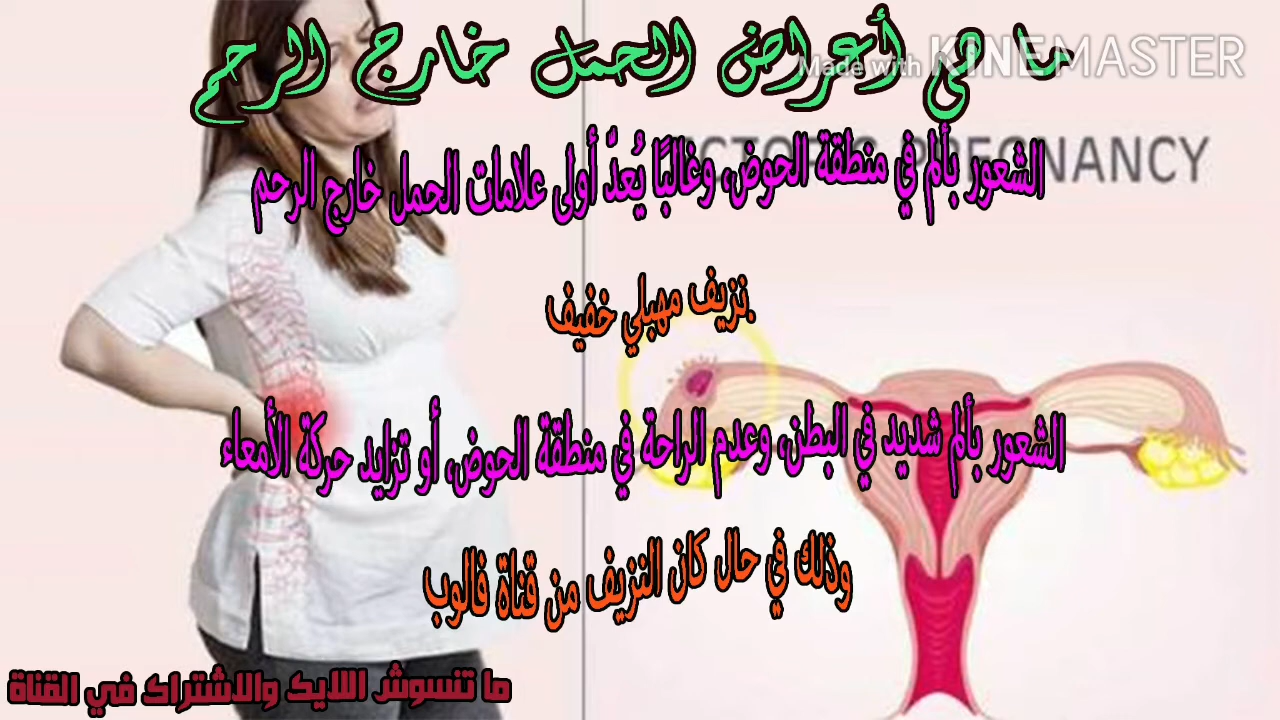 ما هي أعراض الحمل خارج الرحم
Made with KINEMASTER
PREGNANCY
الشعور بألم في منطقة الحوض، وغالبًا يُعدّ أولى علامات الحمل خارج الرحم
نزيف مهبلي خفيف.
الشعور بألم شديد في البطن، وعدم الراحة في منطقة الحوض، أو تزايد حركة الأمعاء
وذلك في حال كان النزيف من قناة فالوب
ما تنسوش اللايك والاشتراك في القناة